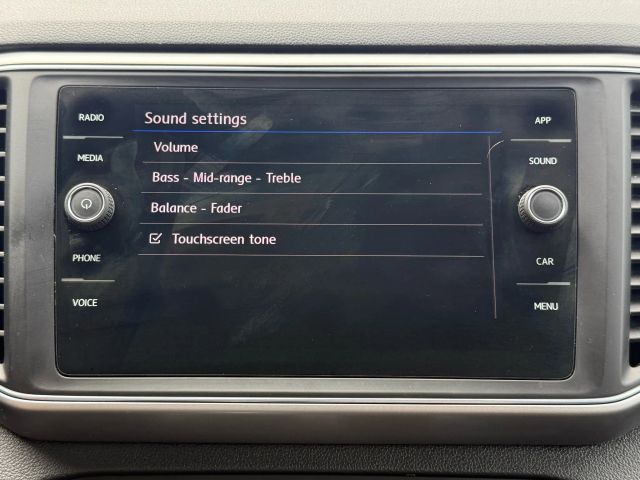 RADIO
MEDIA
PHONE
VOICE
Sound settings
Volume
Bass - Mid-range - Treble
Balance - Fader
Touchscreen tone
APP
SOUND
CAR
MENU